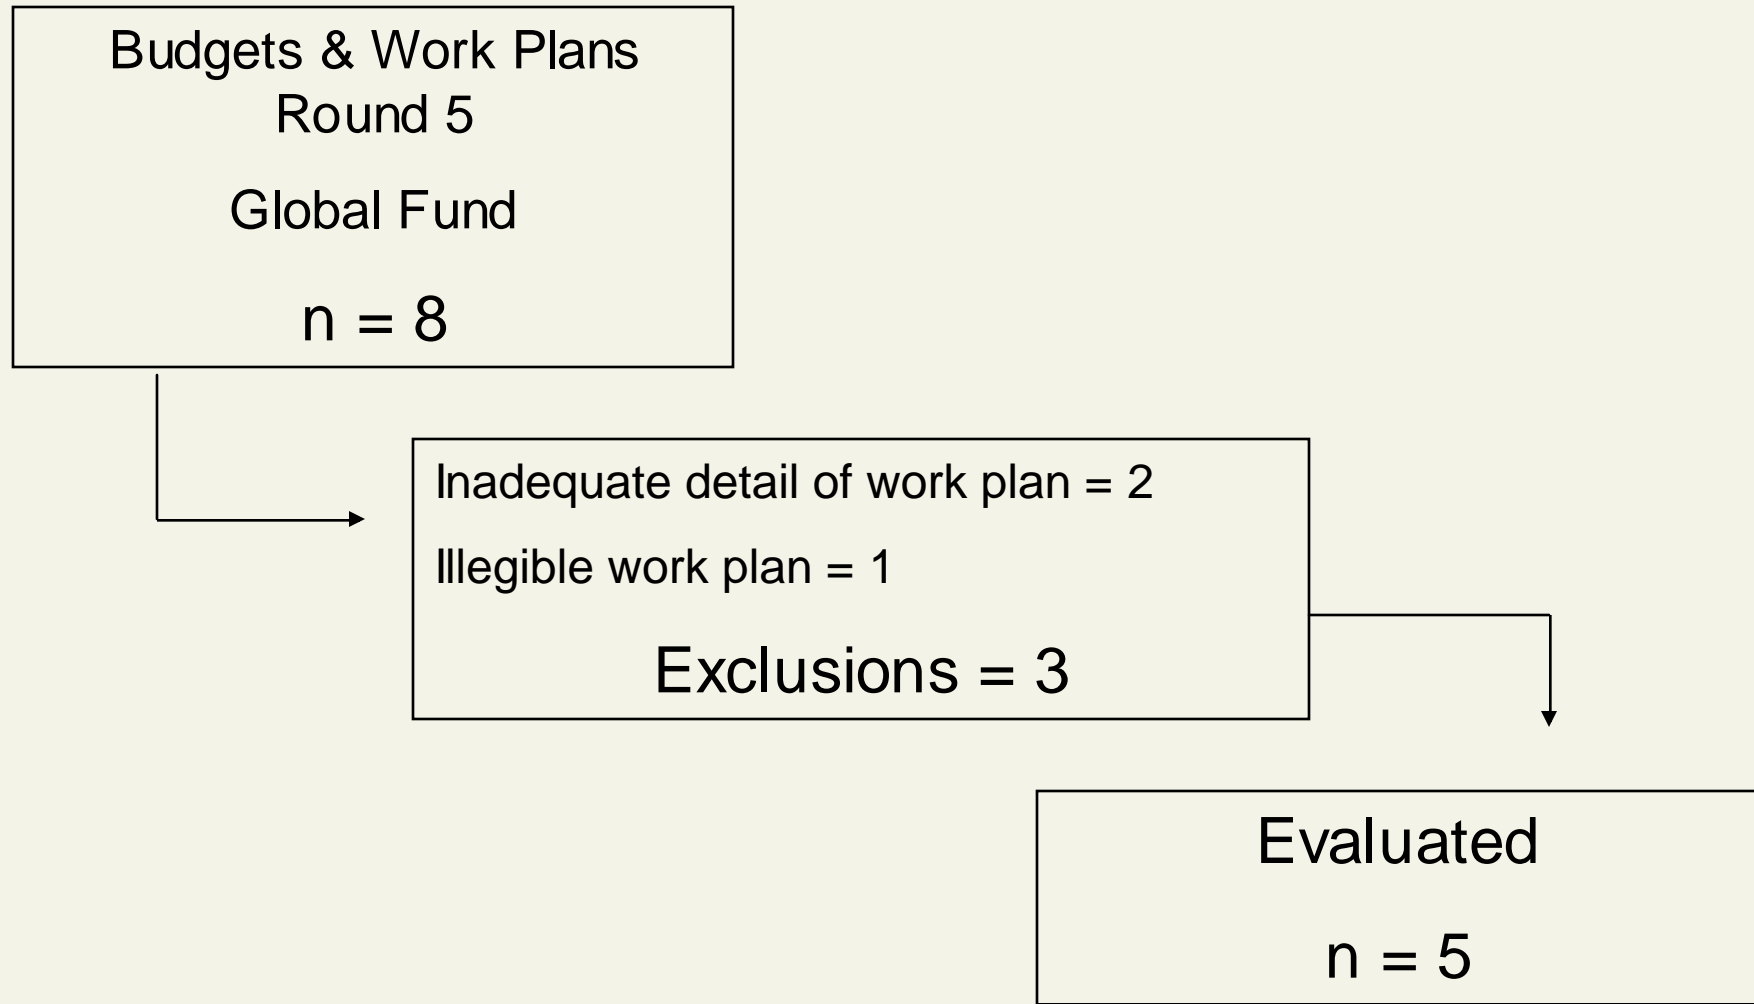 Budgets & Work Plans
Round 5
Global Fund
n = 8
Inadequate detail of work plan = 2
Illegible work plan = 1
Exclusions = 3
Evaluated
n = 5